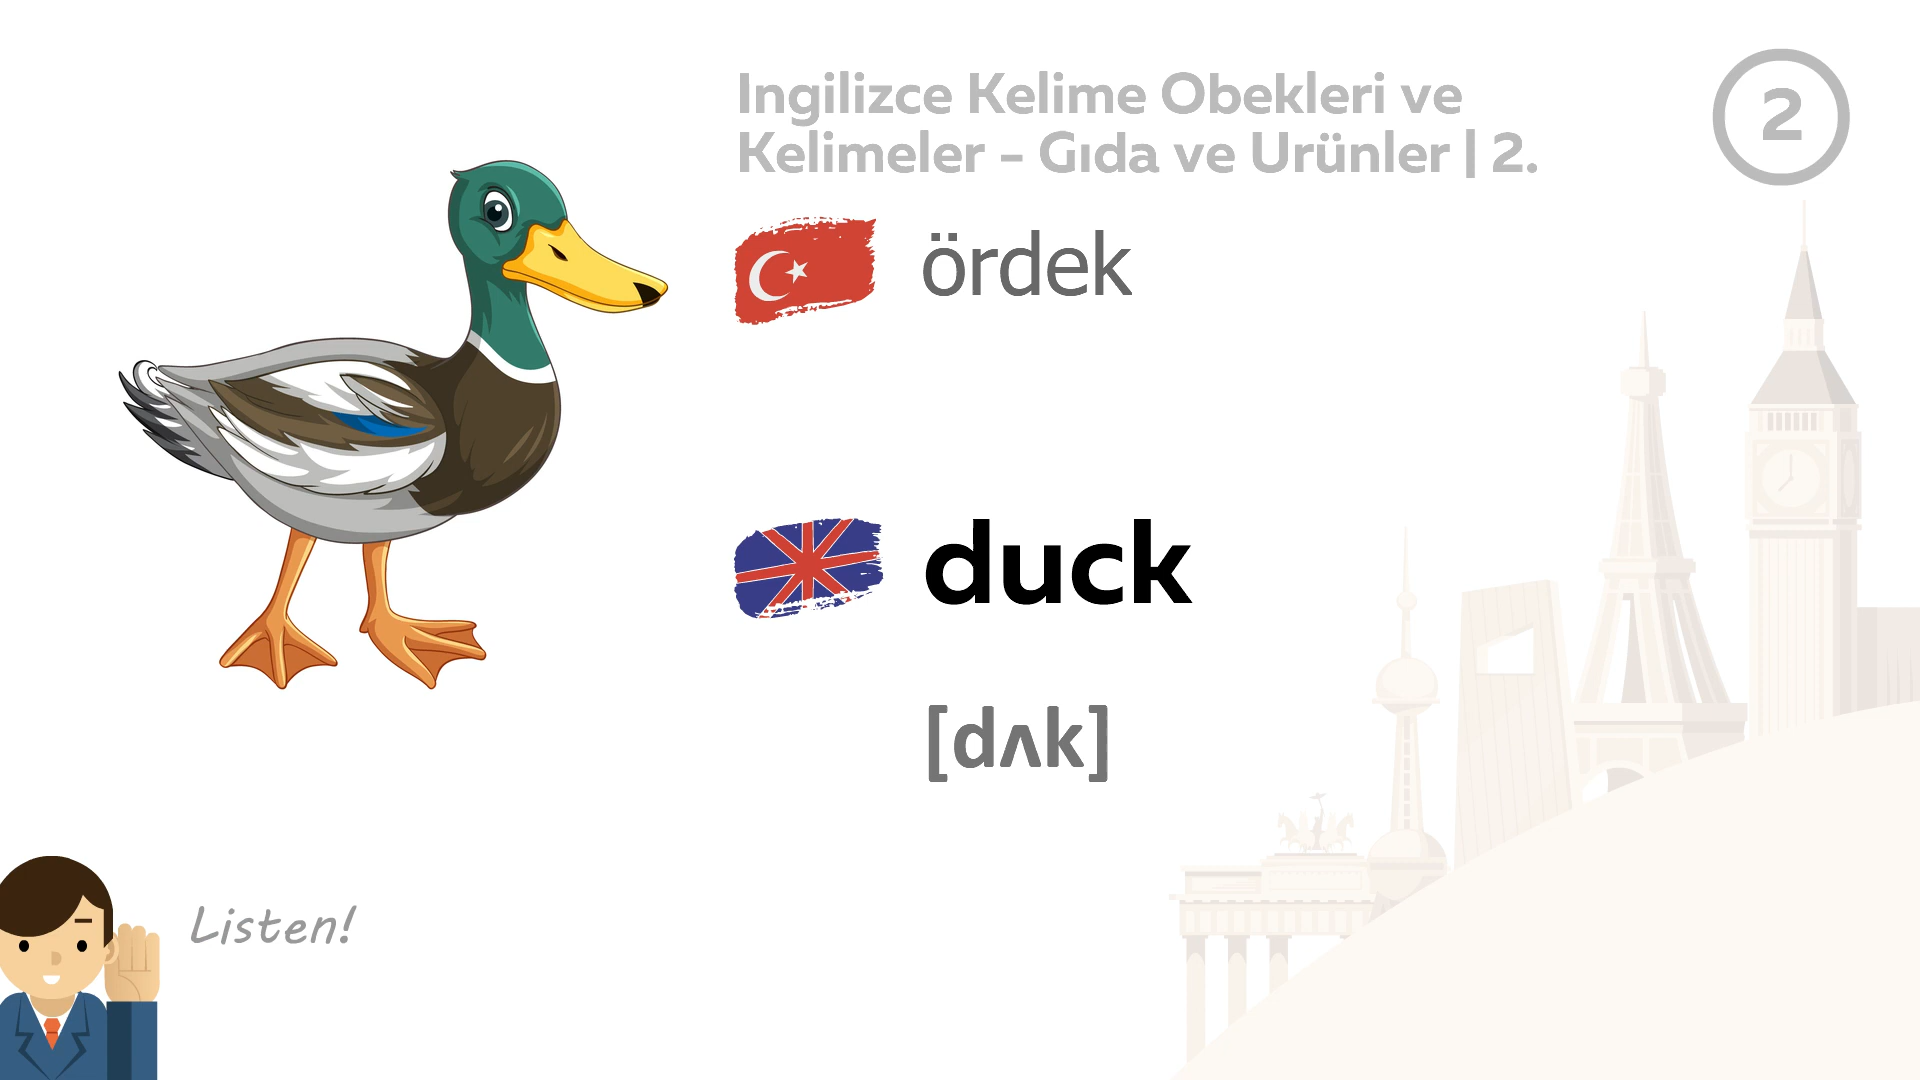 Ingilizce Kelime Obekleri ve
Kelimeler - Gıda ve Urünler | 2.
2
ördek
duck
[dʌk]
Listen!